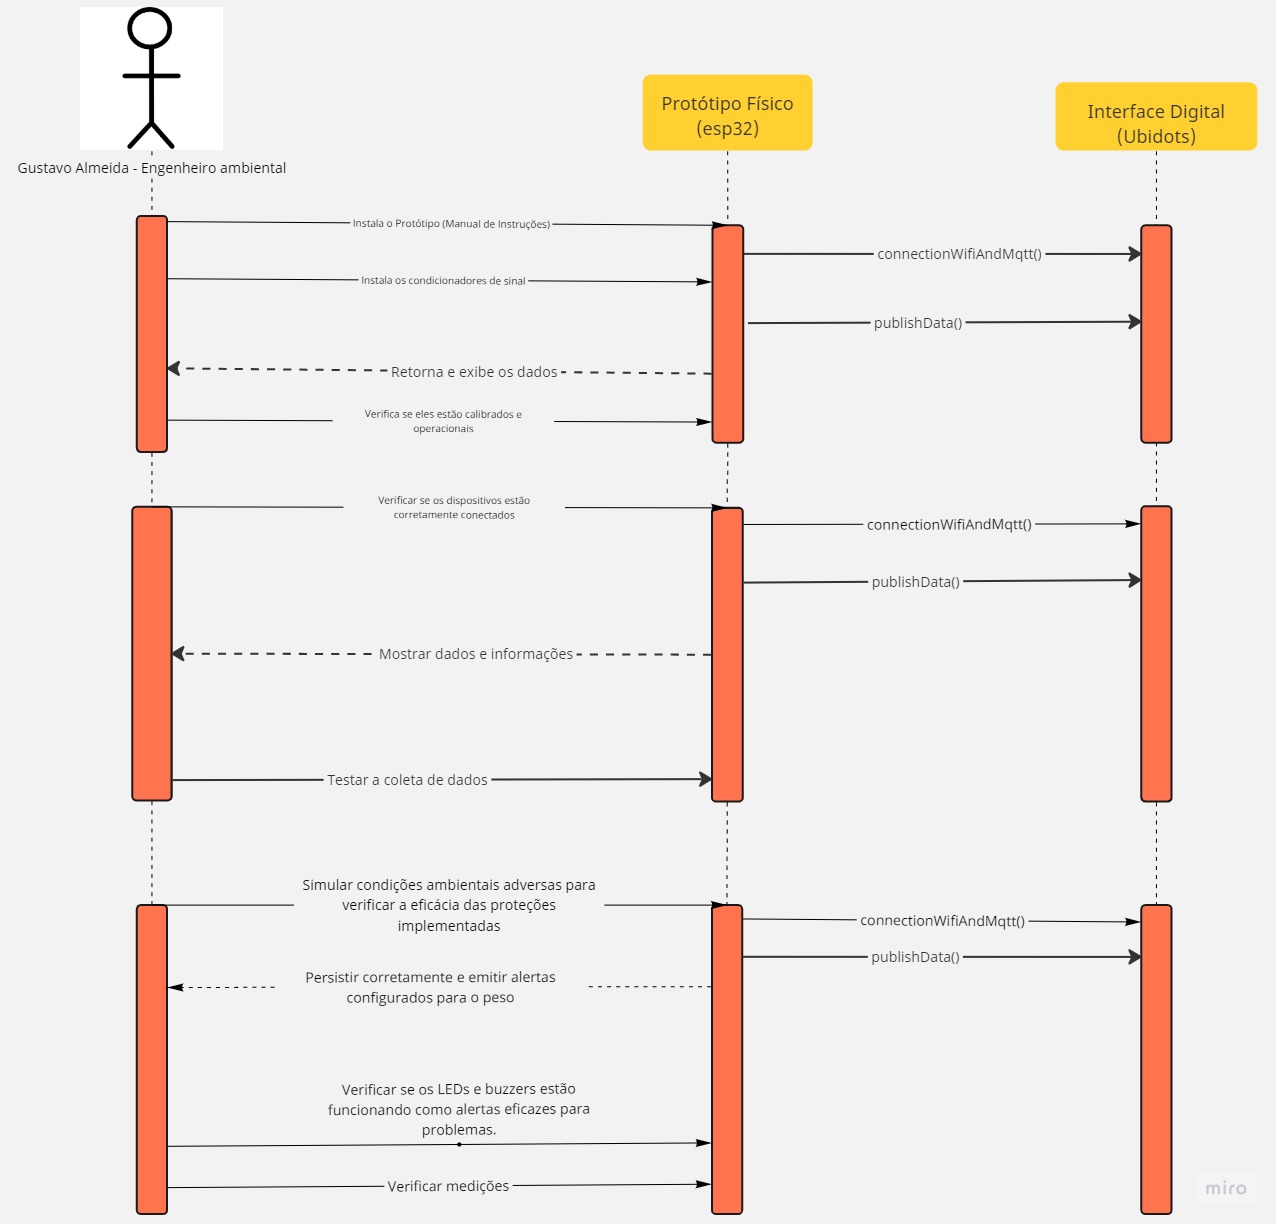 Gustavo Almeida - Engenheiro ambiental
Protótipo Físico
(esp32)
Interface Digital
(Ubidots)
Instala o Protótipo (Manual de Instruções)
connectionWifiAndMqtt()
Instala os condicionadores de sinal
publishData()
Retorna e exibe os dados
Verifica se eles estão calibrados e
operacionais
Verificar se os dispositivos estão
corretamente conectados
connectionWifiAndMqtt()
publishData()
Mostrar dados e informações
Testar a coleta de dados
Simular condições ambientais adversas para
verificar a eficácia das proteções
implementadas
connectionWifiAndMqtt()
publishData()
Persistir corretamente e emitir alertas
configurados para o peso
Verificar se os LEDs e buzzers estão
funcionando como alertas eficazes para
problemas.
Verificar medições
miro